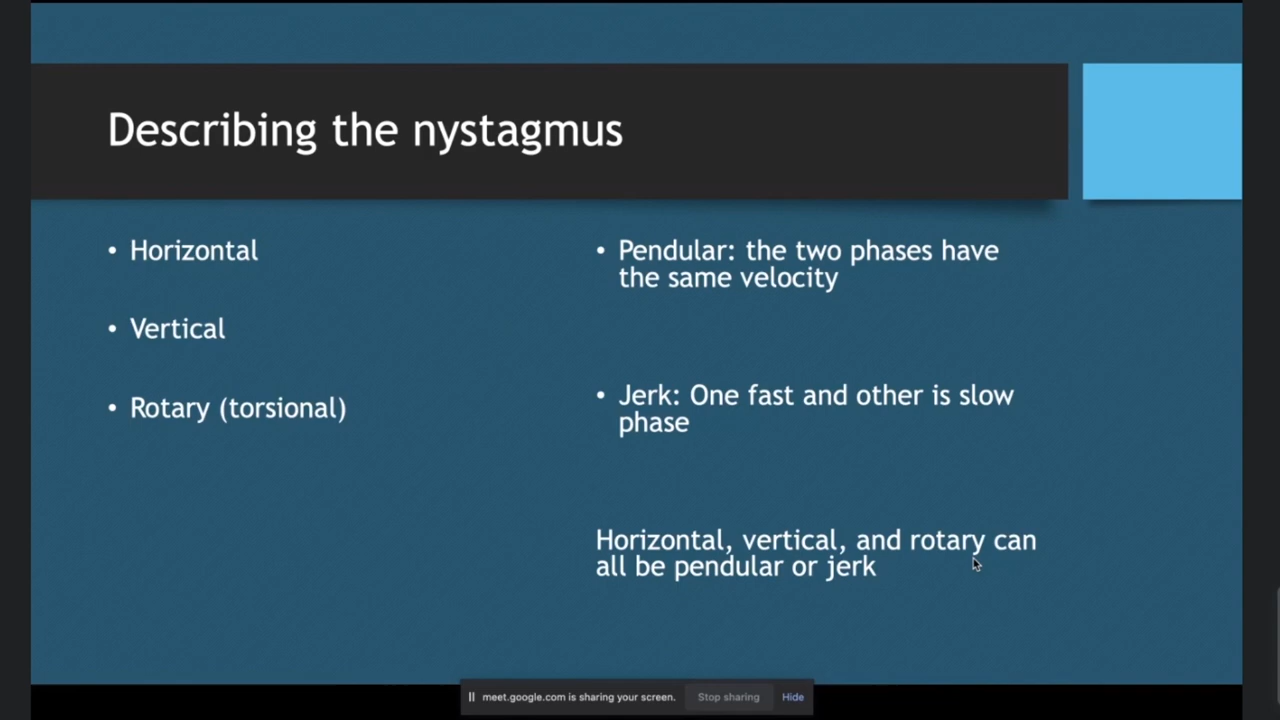 Describing the nystagmus
• Horizontal
• Vertical
• Rotary (torsional)
• Pendular: the two phases have
the same velocity
• Jerk: One fast and other is slow
phase
Horizontal, vertical, and rotary can
all be pendular or jerk
meet.google.com is sharing your screen. Stop sharing Hide